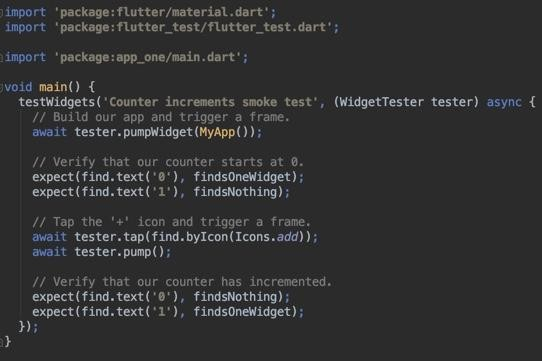 import 'package:flutter/material.dart';
import 'package:flutter_test/flutter_test.dart';
import 'package:app_one/main.dart';
void main() {
testWidgets('Counter increments smoke test', (WidgetTester tester) async {
// Build our app and trigger a frame.
await tester.pumpWidget(MyApp());
// Verify that our counter starts at 0.
expect(find.text('0'), findsOneWidget);
expect(find.text('1'), findsNothing);
// Tap the '+' icon and trigger a frame.
await tester.tap(find.byIcon(Icons.add));
await tester.pump();
// Verify that our counter has incremented.
expect(find.text('0'), findsNothing);
expect(find.text('1'), findsOneWidget);
});
}